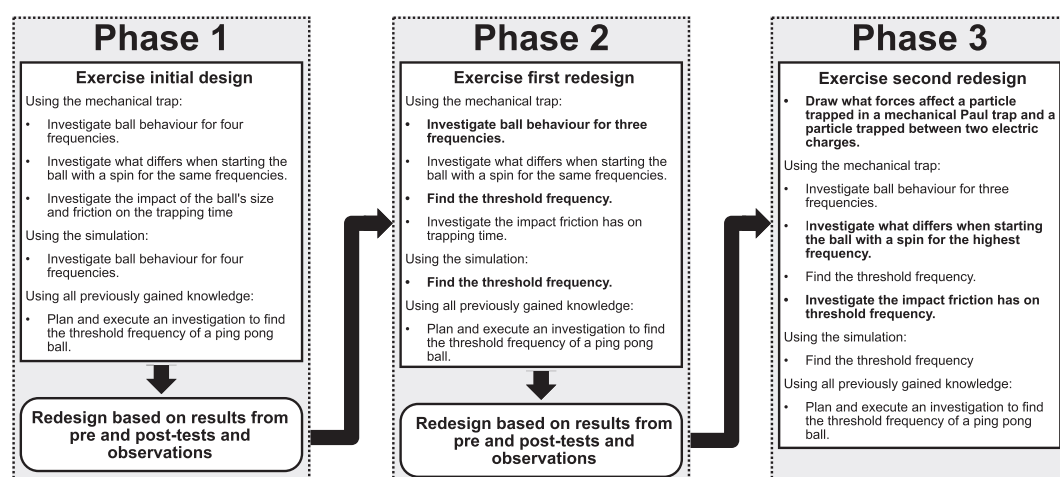 Phase 1
Exercise initial design
Using the mechanical trap:
• Investigate ball behaviour for four
frequencies.
• Investigate what differs when starting the
ball with a spin for the same frequencies.
• Investigate the impact of the ball's size
and friction on the trapping time
Using the simulation:
• Investigate ball behaviour for four
frequencies.
Using all previously gained knowledge:
• Plan and execute an investigation to find
the threshold frequency of a ping pong
ball.
Redesign based on results from
pre and post-tests and
observations
Phase 2
Exercise first redesign
Using the mechanical trap:
• Investigate ball behaviour for three
frequencies.
• Investigate what differs when starting the
ball with a spin for the same frequencies.
• Find the threshold frequency.
• Investigate the impact friction has on
trapping time.
Using the simulation:
• Find the threshold frequency.
Using all previously gained knowledge:
• Plan and execute an investigation to find
the threshold frequency of a ping pong
ball.
Redesign based on results from
pre and post-tests and
observations
Phase 3
Exercise second redesign
• Draw what forces affect a particle
trapped in a mechanical Paul trap and a
particle trapped between two electric
charges.
Using the mechanical trap:
• Investigate ball behaviour for three
frequencies.
• Investigate what differs when starting
the ball with a spin for the highest
frequency.
• Find the threshold frequency.
• Investigate the impact friction has on
threshold frequency.
Using the simulation:
• Find the threshold frequency
Using all previously gained knowledge:
• Plan and execute an investigation to find
the threshold frequency of a ping pong
ball.